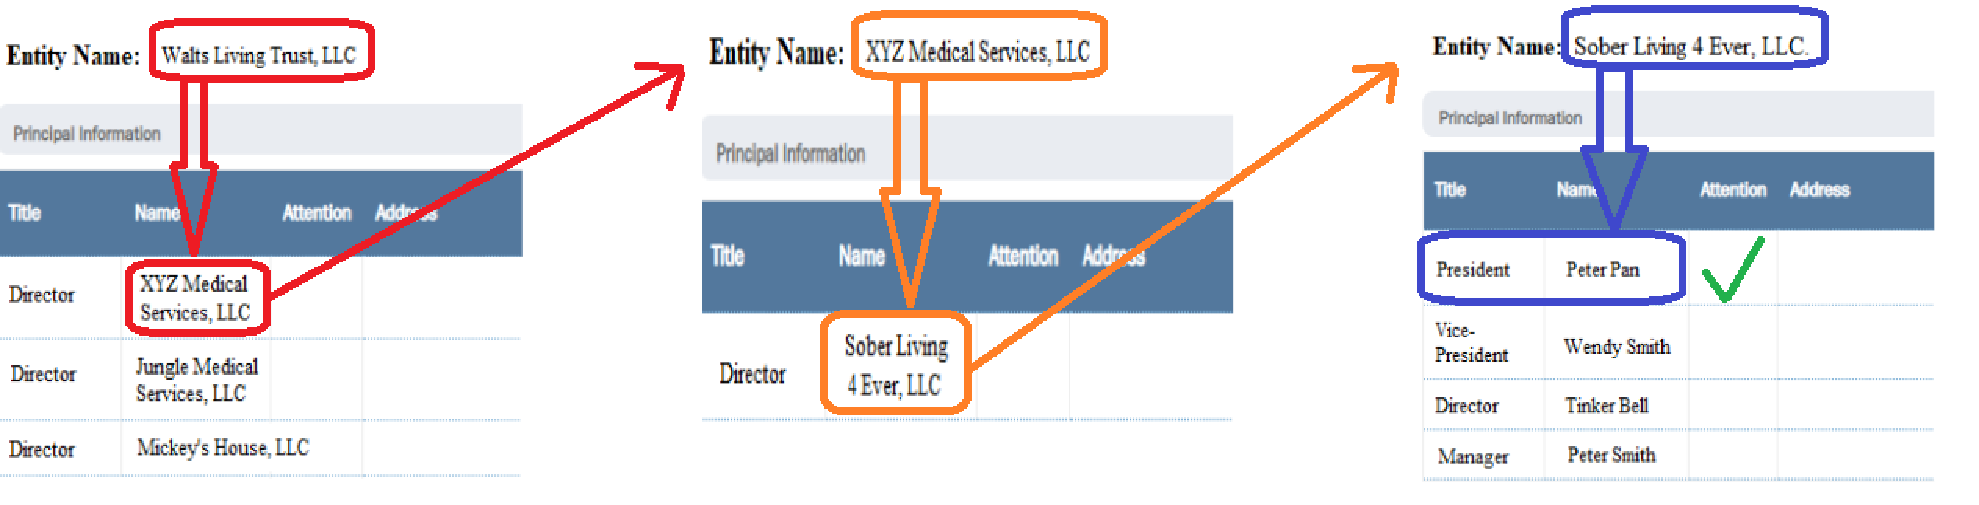 Entity Name: Walts Living Trust, LLC
Principal Information
Title Name Attention Address
Director XYZ Medical
Services, LLC
Director Jungle Medical
Services, LLC
Director Mickey's House, LLC
Entity Name: XYZ Medical Services, LLC
Principal Information
Title Name Attention Address
Director Sober Living
4 Ever, LLC
Entity Name: Sober Living 4 Ever, LLC.
Principal Information
Title Name Attention Address
President Peter Pan
Vice-
President Wendy Smith
Director Tinker Bell
Manager Peter Smith